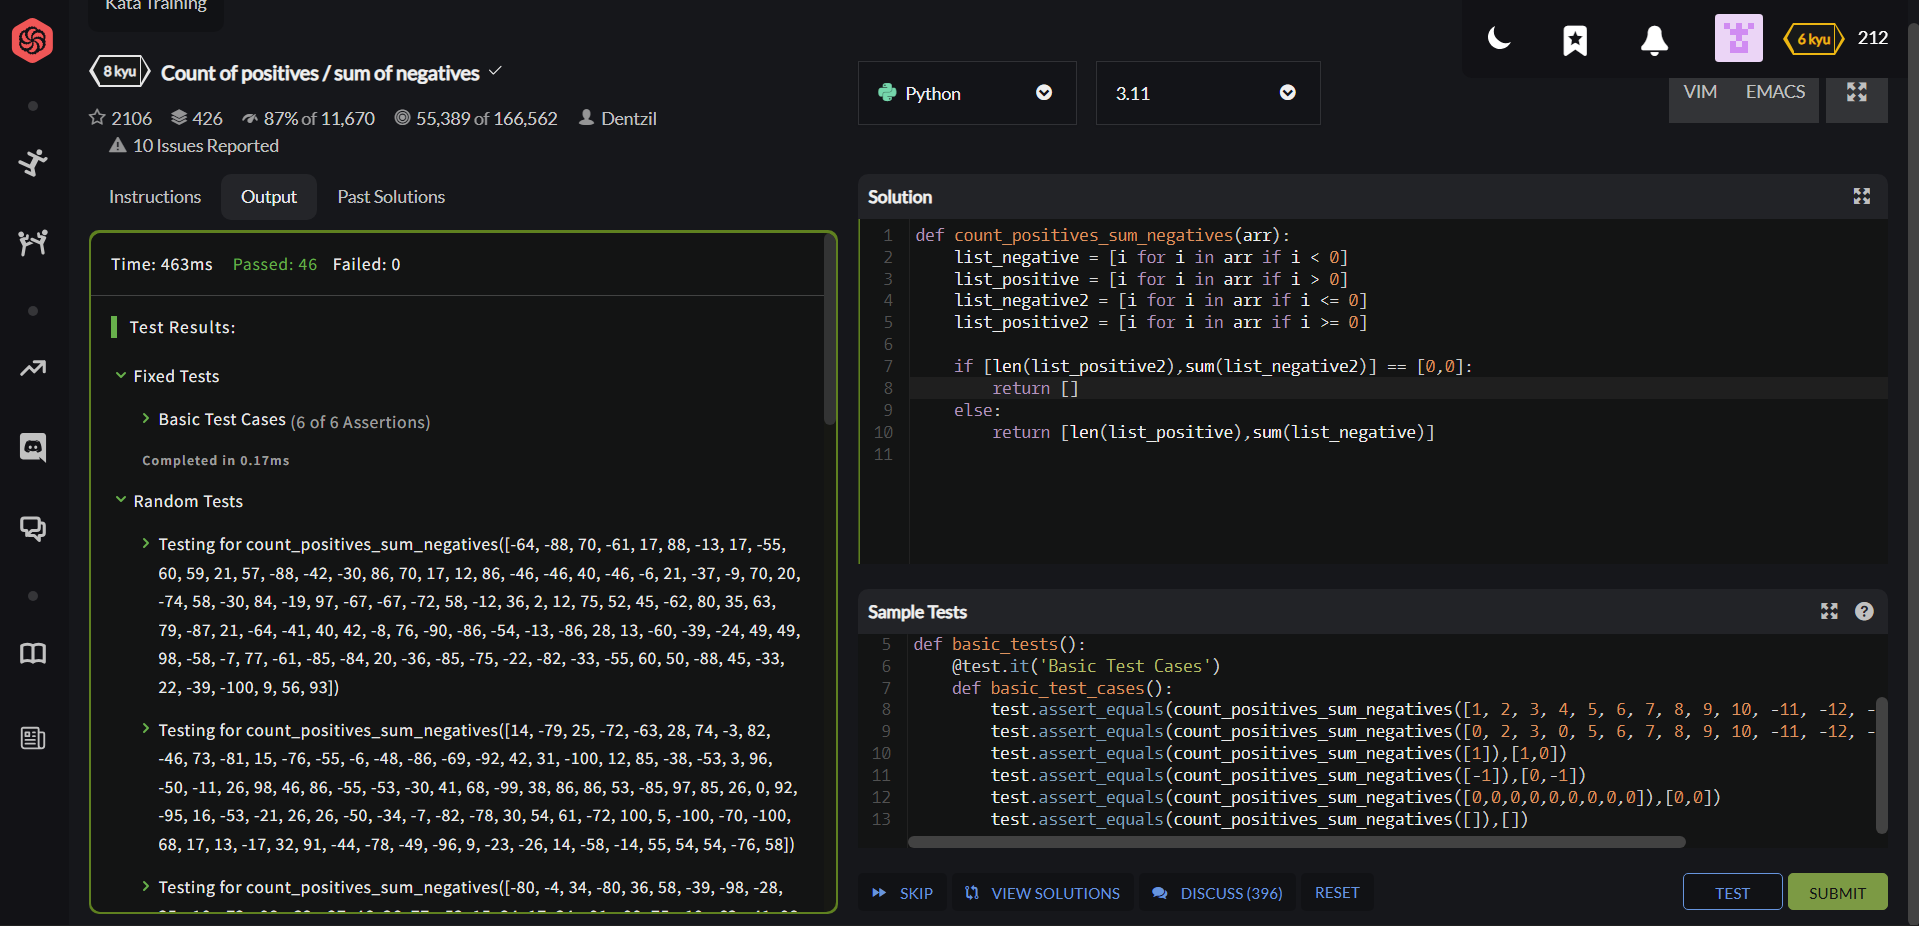 Kata Training
6 kyu 212
8 kyu Count of positives / sum of negatives
Python
3.11
VIM EMACS
2106 426 87% of 11,670 55,389 of 166,562 Dentzil
10 Issues Reported
Instructions Output Past Solutions
Time: 463ms Passed: 46 Failed: 0
Test Results:
Fixed Tests
Basic Test Cases (6 of 6 Assertions)
Completed in 0.17ms
Random Tests
Testing for count_positives_sum_negatives([-64, -88, 70, -61, 17, 88, -13, 17, -55,
60, 59, 21, 57, -88, -42, -30, 86, 70, 17, 12, 86, -46, -46, 40, -46, -6, 21, -37, -9, 70, 20,
-74, 58, -30, 84, -19, 97, -67, -67, -72, 58, -12, 36, 2, 12, 75, 52, 45, -62, 80, 35, 63,
79, -87, 21, -64, -41, 40, 42, -8, 76, -90, -86, -54, -13, -86, 28, 13, -60, -39, -24, 49, 49,
98, -58, -7, 77, -61, -85, -84, 20, -36, -85, -75, -22, -82, -33, -55, 60, 50, -88, 45, -33,
22, -39, -100, 9, 56, 93])
Testing for count_positives_sum_negatives([14, -79, 25, -72, -63, 28, 74, -3, 82,
-46, 73, -81, 15, -76, -55, -6, -48, -86, -69, -92, 42, 31, -100, 12, 85, -38, -53, 3, 96,
-50, -11, 26, 98, 46, 86, -55, -53, -30, 41, 68, -99, 38, 86, 86, 53, -85, 97, 85, 26, 0, 92,
-95, 16, -53, -21, 26, 26, -50, -34, -7, -82, -78, 30, 54, 61, -72, 100, 5, -100, -70, -100,
68, 17, 13, -17, 32, 91, -44, -78, -49, -96, 9, -23, -26, 14, -58, -14, 55, 54, 54, -76, 58])
Testing for count_positives_sum_negatives([-80, -4, 34, -80, 36, 58, -39, -98, -28,
Solution
1 def count_positives_sum_negatives(arr):
2 list_negative = [i for i in arr if i < 0]
3 list_positive = [i for i in arr if i > 0]
4 list_negative2 = [i for i in arr if i <= 0]
5 list_positive2 = [i for i in arr if i >= 0]
6
7 if [len(list_positive2),sum(list_negative2)] == [0,0]:
8 return []
9 else:
10 return [len(list_positive),sum(list_negative)]
11
Sample Tests
5 def basic_tests():
6 @test.it('Basic Test Cases')
7 def basic_test_cases():
8 test.assert_equals(count_positives_sum_negatives([1, 2, 3, 4, 5, 6, 7, 8, 9, 10, -11, -12, -
9 test.assert_equals(count_positives_sum_negatives([0, 2, 3, 0, 5, 6, 7, 8, 9, 10, -11, -12, -
10 test.assert_equals(count_positives_sum_negatives([1]),[1,0])
11 test.assert_equals(count_positives_sum_negatives([-1]),[0,-1])
12 test.assert_equals(count_positives_sum_negatives([0,0,0,0,0,0,0,0,0]),[0,0])
13 test.assert_equals(count_positives_sum_negatives([]),[])
SKIP VIEW SOLUTIONS DISCUSS (396) RESET
TEST SUBMIT